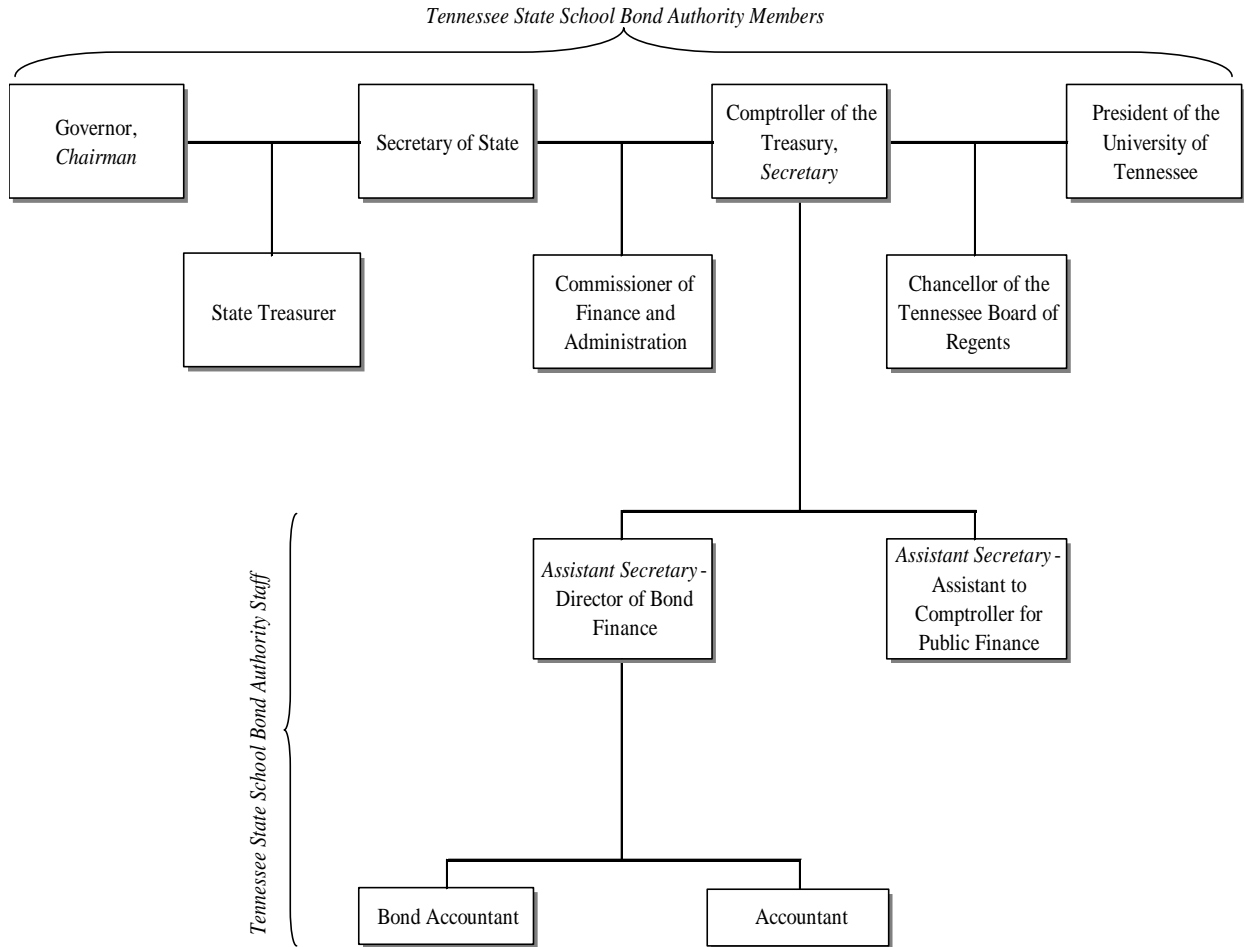 Tennessee State School Bond Authority Members
Governor,
Chairman
Secretary of State
Comptroller of the
Treasury,
Secretary
President of the
University of
Tennessee
State Treasurer
Commissioner of
Finance and
Administration
Chancellor of the
Tennessee Board of
Regents
Tennessee State School Bond Authority Staff
Assistant Secretary -
Director of Bond
Finance
Assistant Secretary -
Assistant to
Comptroller for
Public Finance
Bond Accountant
Accountant